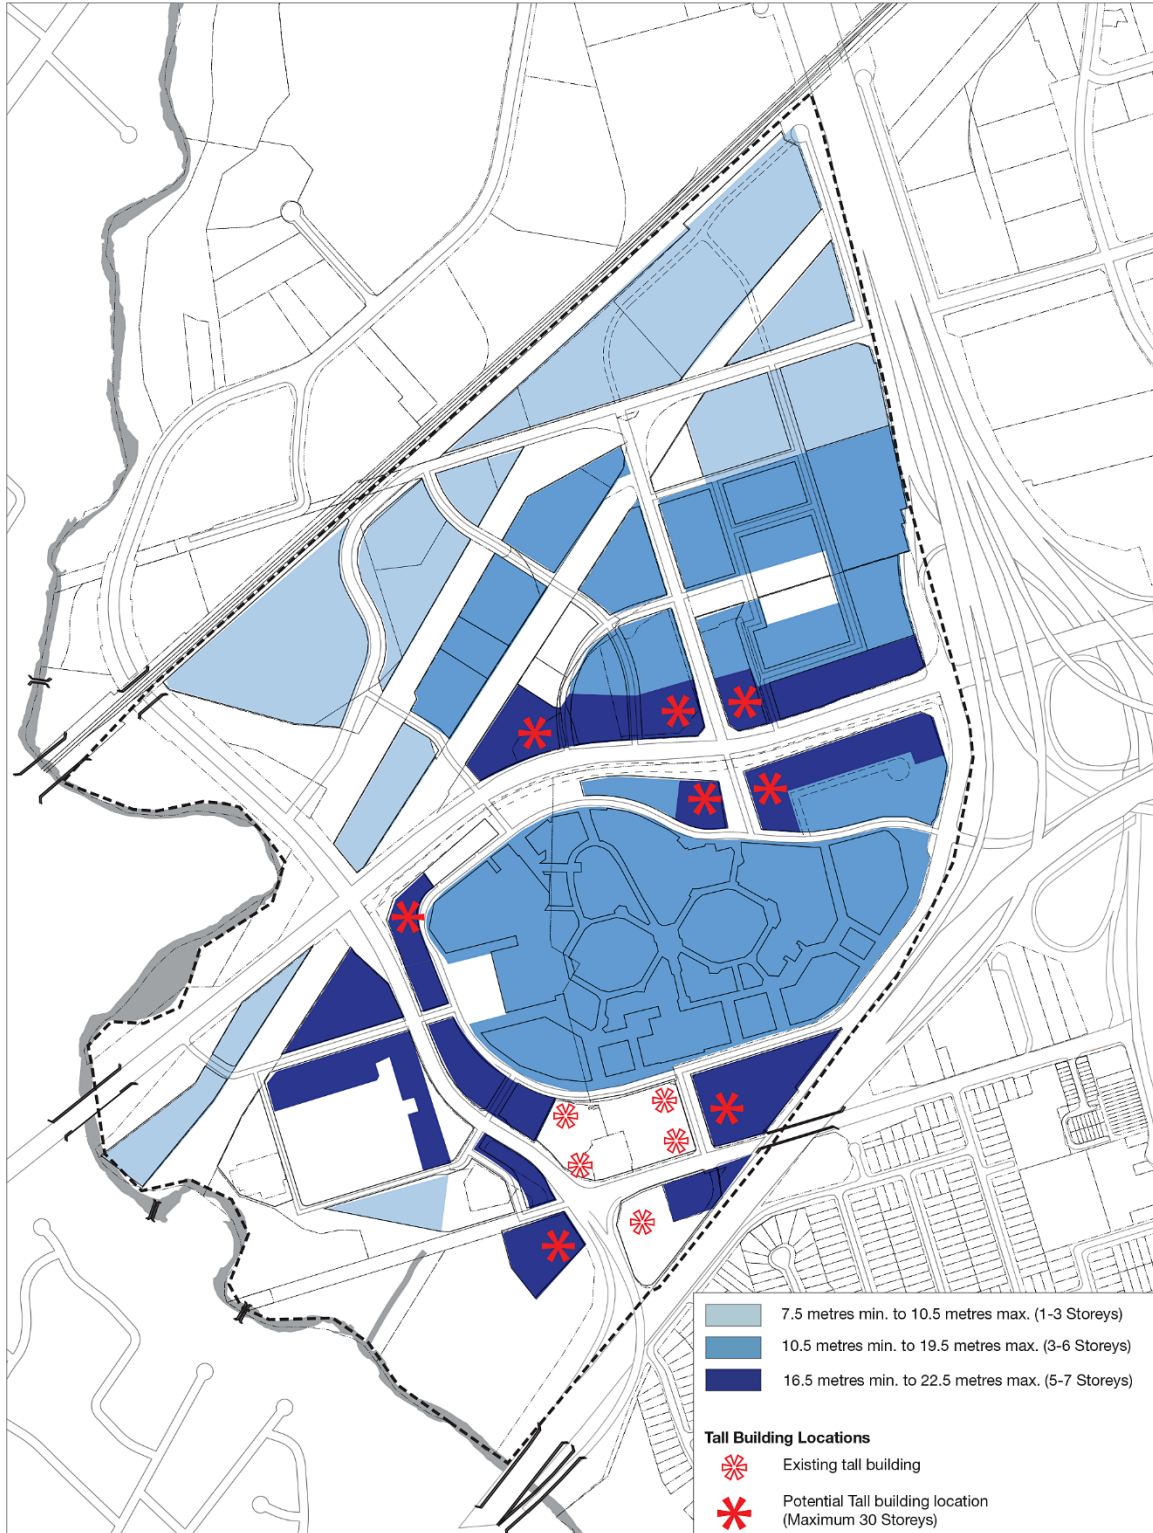 7.5 metres min. to 10.5 metres max. (1-3 Storeys)
10.5 metres min. to 19.5 metres max. (3-6 Storeys)
16.5 metres min. to 22.5 metres max. (5-7 Storeys)
Tall Building Locations
Existing tall building
Potential Tall building location
(Maximum 30 Storeys)